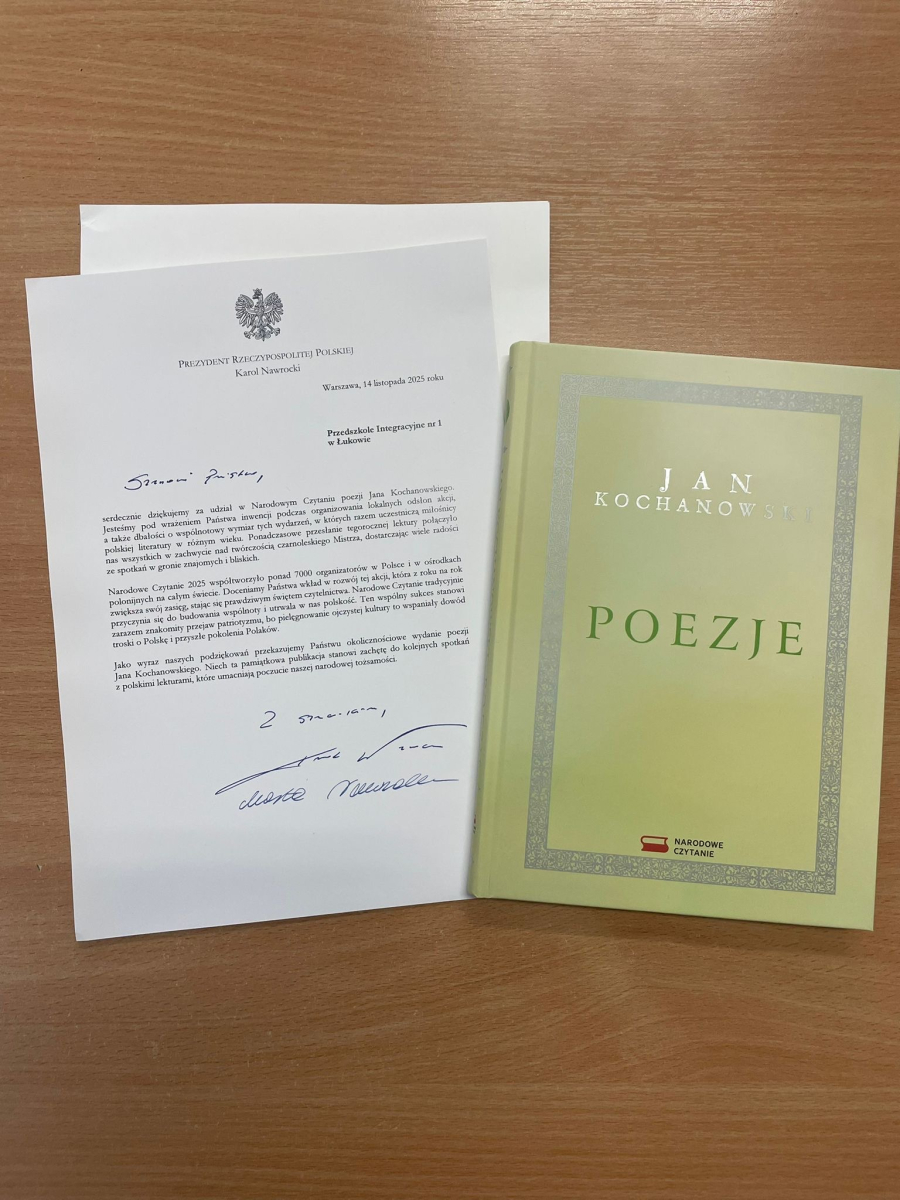 PREZYDENT RZECZYPOSPOLITEJ POLSKIEJ
Karol Nawrocki
Warszawa, 14 listopada 2025 roku
Przedszkole Integracyjne nr 1
w Łukowie
Szanowni Państwo,
serdecznie dziękujemy za udział w Narodowym Czytaniu poezji Jana Kochanowskiego.
Jesteśmy pod wrażeniem Państwa inwencji podczas organizowania lokalnych odsłon akcji,
a także dbałości o wspólnotowy wymiar tych wydarzeń, w których razem uczestniczą miłośnicy
polskiej literatury w różnym wieku. Ponadczasowe przesłanie tegorocznej lektury połączyło
nas wszystkich w zachwycie nad twórczością czarnoleskiego Mistrza, dostarczając wiele radości
ze spotkań w gronie znajomych i bliskich.
Narodowe Czytanie 2025 współtworzyło ponad 7000 organizatorów w Polsce i w ośrodkach
polonijnych na całym świecie. Doceniamy Państwa wkład w rozwój tej akcji, która z roku na rok
zwiększa swój zasięg, stając się prawdziwym świętem czytelnictwa. Narodowe Czytanie tradycyjnie
przyczynia się do budowania wspólnoty i utrwala w nas polskość. Ten wspólny sukces stanowi
zarazem znakomity przejaw patriotyzmu, bo pielęgnowanie ojczystej kultury to wspaniały dowód
troski o Polskę i przyszłe pokolenia Polaków.
Jako wyraz naszych podziękowań przekazujemy Państwu okolicznościowe wydanie poezji
Jana Kochanowskiego. Niech ta pamiątkowa publikacja stanowi zachętę do kolejnych spotkań
z polskimi lekturami, które umacniają poczucie naszej narodowej tożsamości.
Z szacunkiem,
Marta Nawrocka
JAN
KOCHANOWSKI
POEZJE
NARODOWE
CZYTANIE